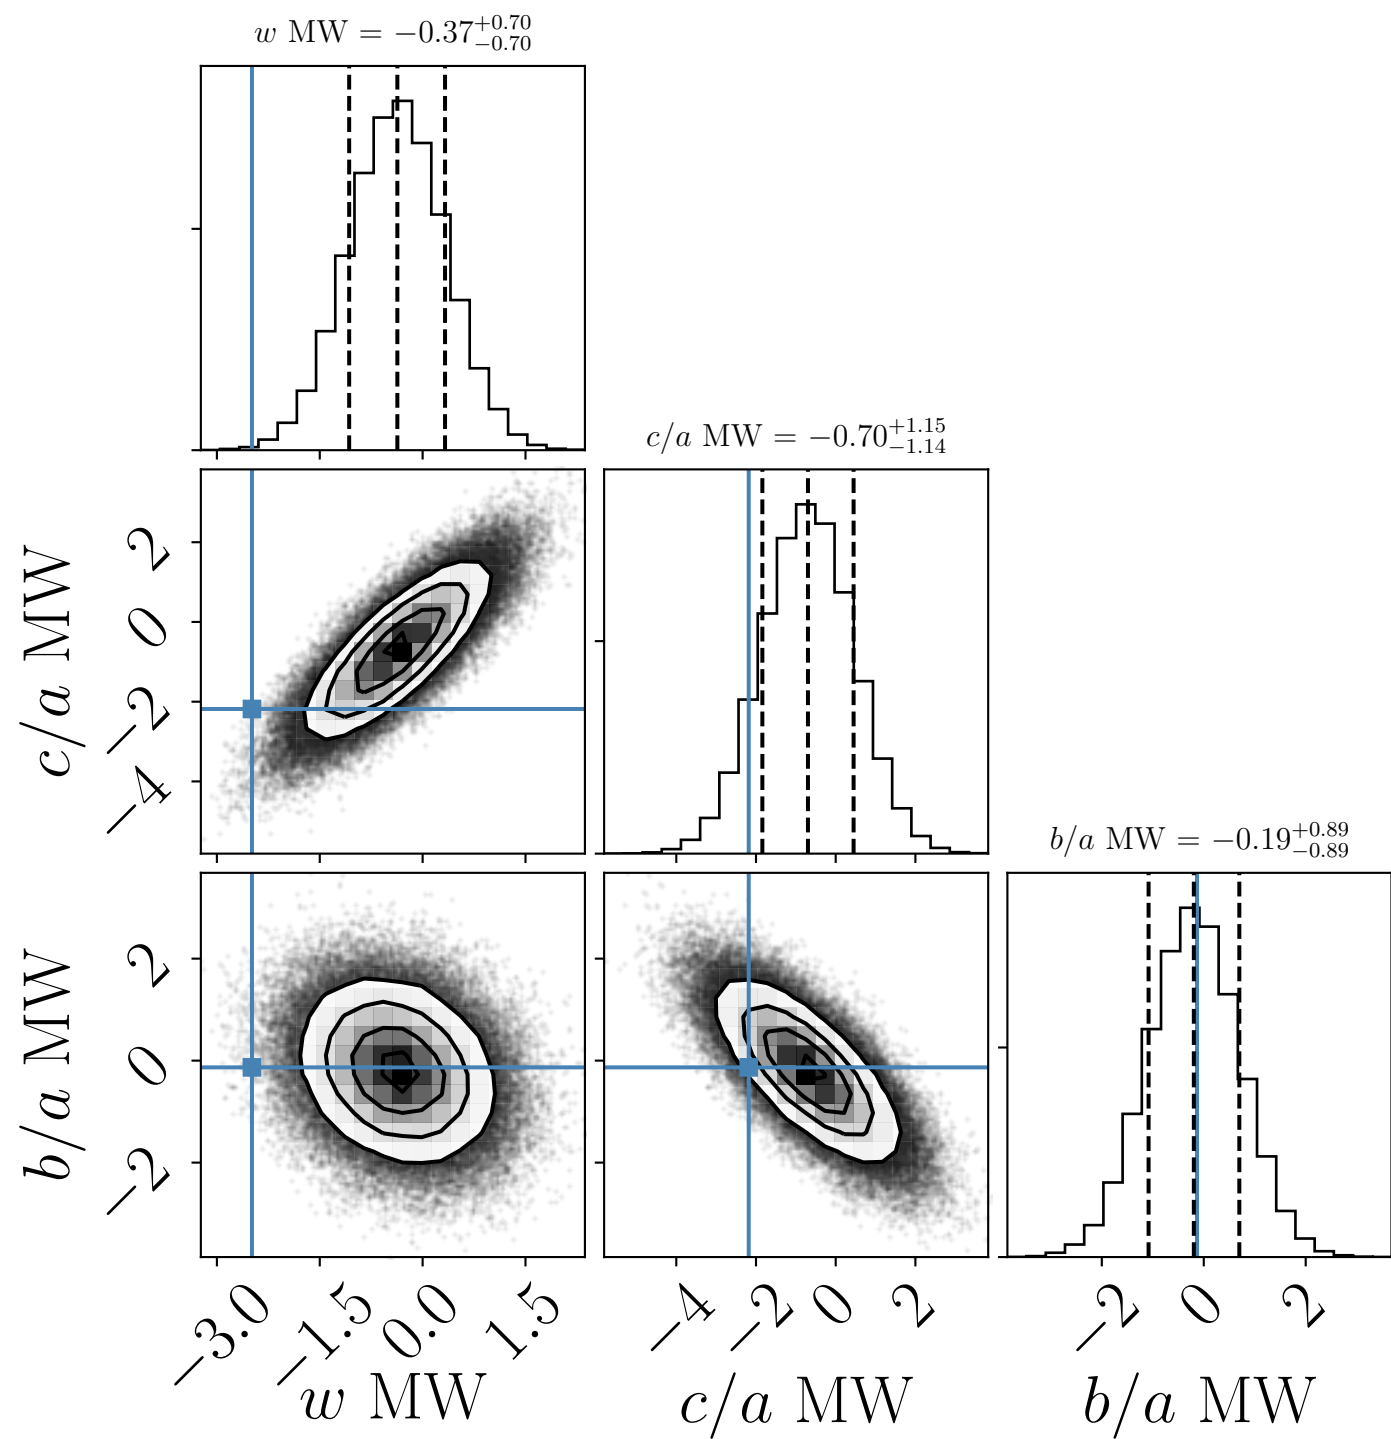 w MW = −0.37 +0.70 −0.70
c/a MW = −0.70 +1.15 −1.14
c/a MW
2
0
−2
−4
b/a MW = −0.19 +0.89 −0.89
b/a MW
2
0
−2
−3.0 −1.5 0.0 1.5
−4 −2 0 2
−2 0 2
w MW
c/a MW
b/a MW